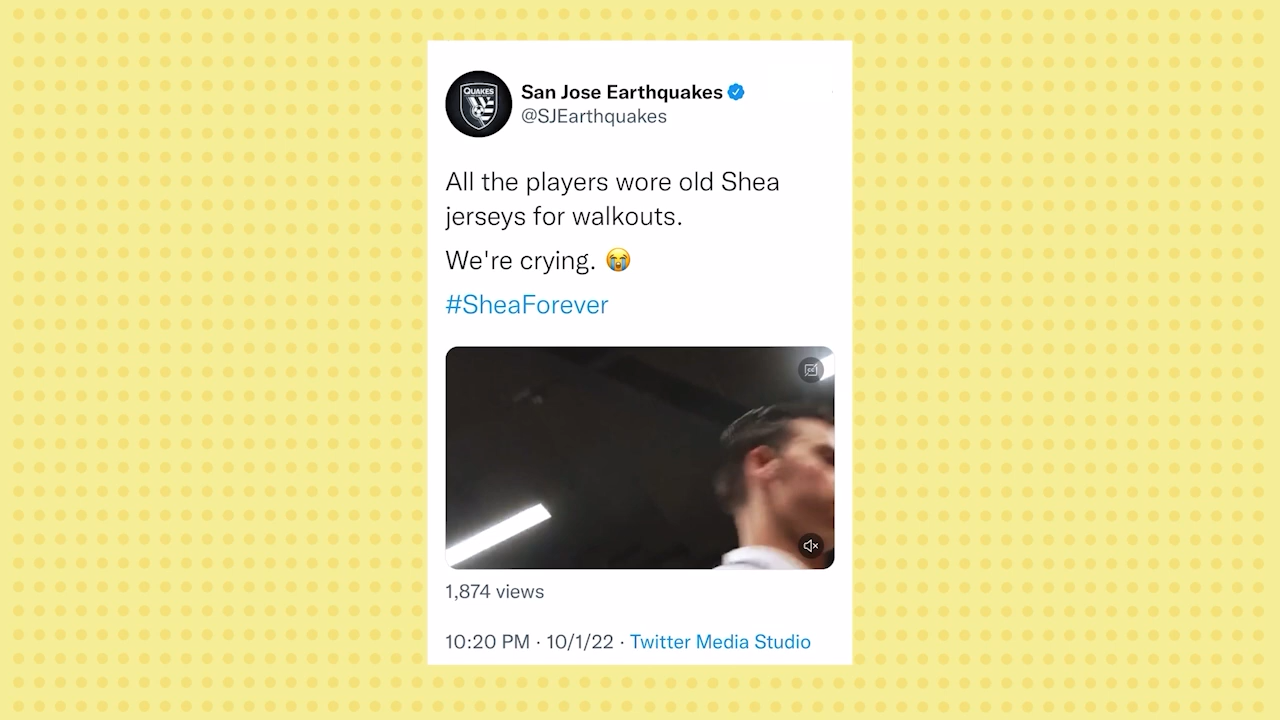 QUAKES
San Jose Earthquakes
@SJEarthquakes
All the players wore old Shea
jerseys for walkouts.
We're crying. 😭
#SheaForever
1,874 views
10:20 PM · 10/1/22 · Twitter Media Studio